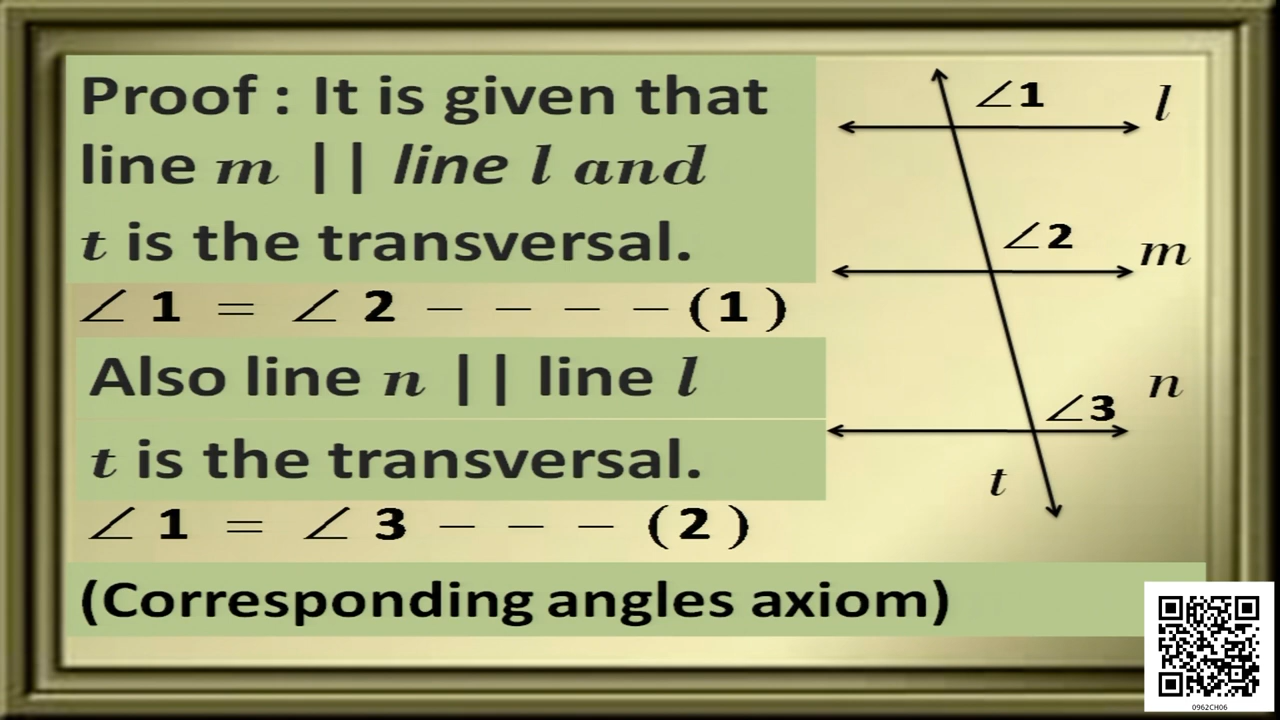 Proof : It is given that
line m || line l and
t is the transversal.
∠ 1 = ∠ 2 − − − − (1 )
Also line n || line l
t is the transversal.
∠ 1 = ∠ 3 − − − (2 )
(Corresponding angles axiom)
∠1
l
∠2
m
n
∠3
t
0962CH06